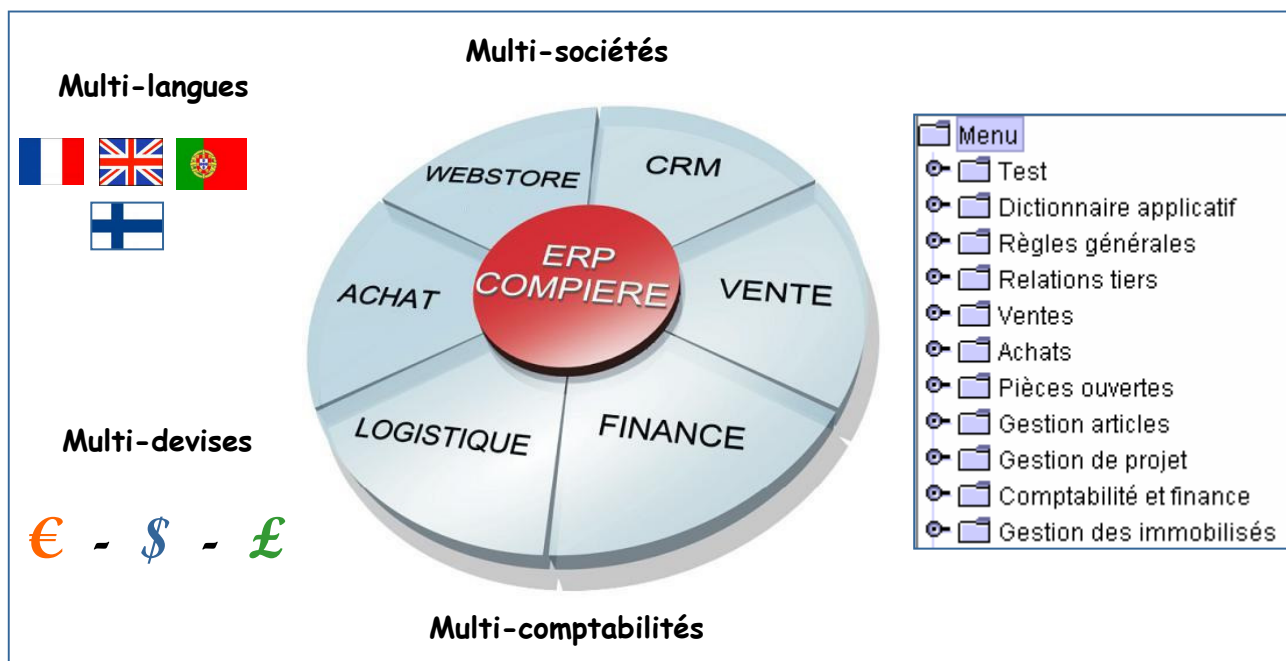 Multi-sociétés
Multi-langues
WEBSTORE
CRM
ERP
COMPIERE
ACHAT
VENTE
LOGISTIQUE
FINANCE
Multi-devises
€ - $ - £
Multi-comptabilités
Menu
Test
Dictionnaire applicatif
Règles générales
Relations tiers
Ventes
Achats
Pièces ouvertes
Gestion articles
Gestion de projet
Comptabilité et finance
Gestion des immobilisés